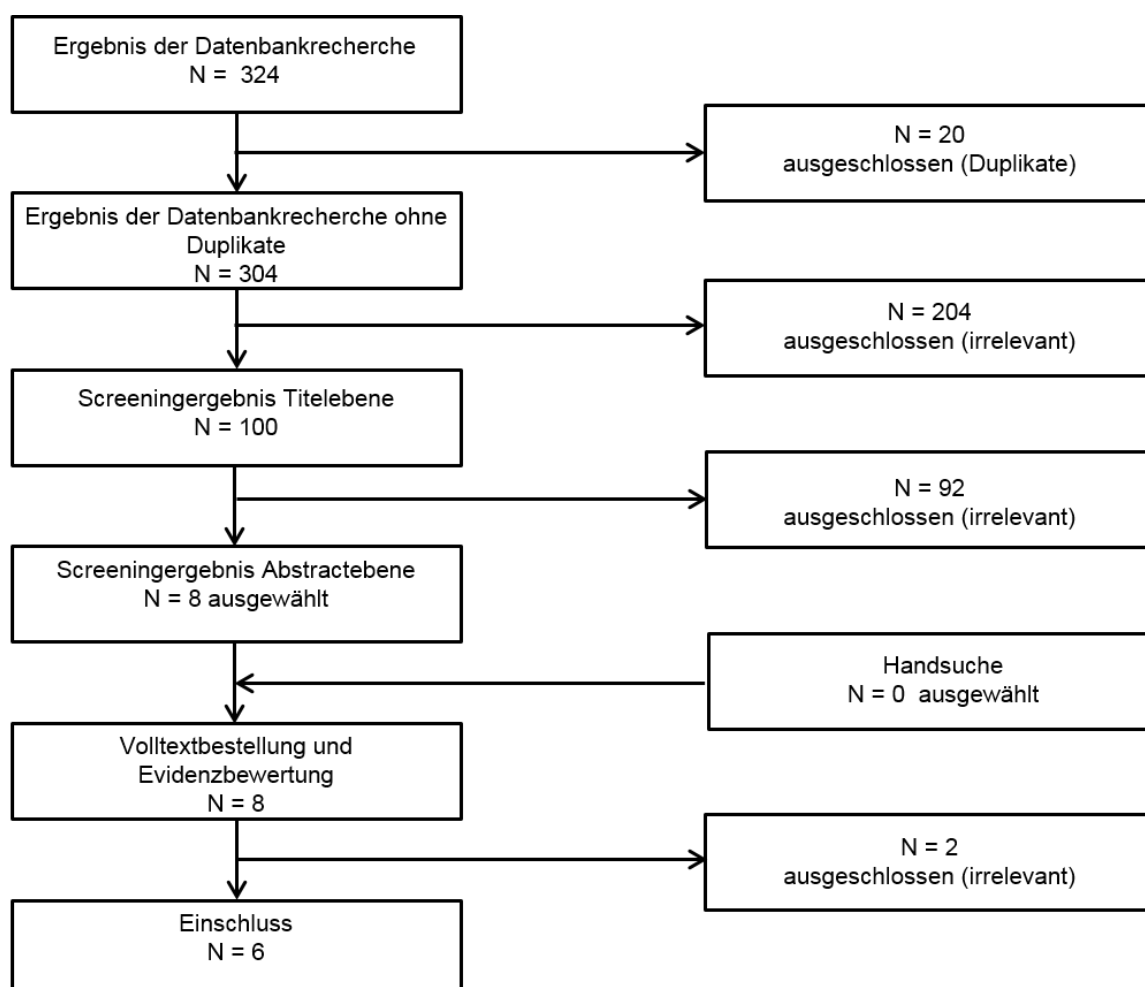 Ergebnis der Datenbankrecherche
N =  324
N = 20
ausgeschlossen (Duplikate)
Ergebnis der Datenbankrecherche ohne
Duplikate
N = 304
N = 204
ausgeschlossen (irrelevant)
Screeningergebnis Titelebene
N = 100
N = 92
ausgeschlossen (irrelevant)
Screeningergebnis Abstractebene
N = 8 ausgewählt
Handsuche
N = 0  ausgewählt
Volltextbestellung und
Evidenzbewertung
N = 8
N = 2
ausgeschlossen (irrelevant)
Einschluss
N = 6